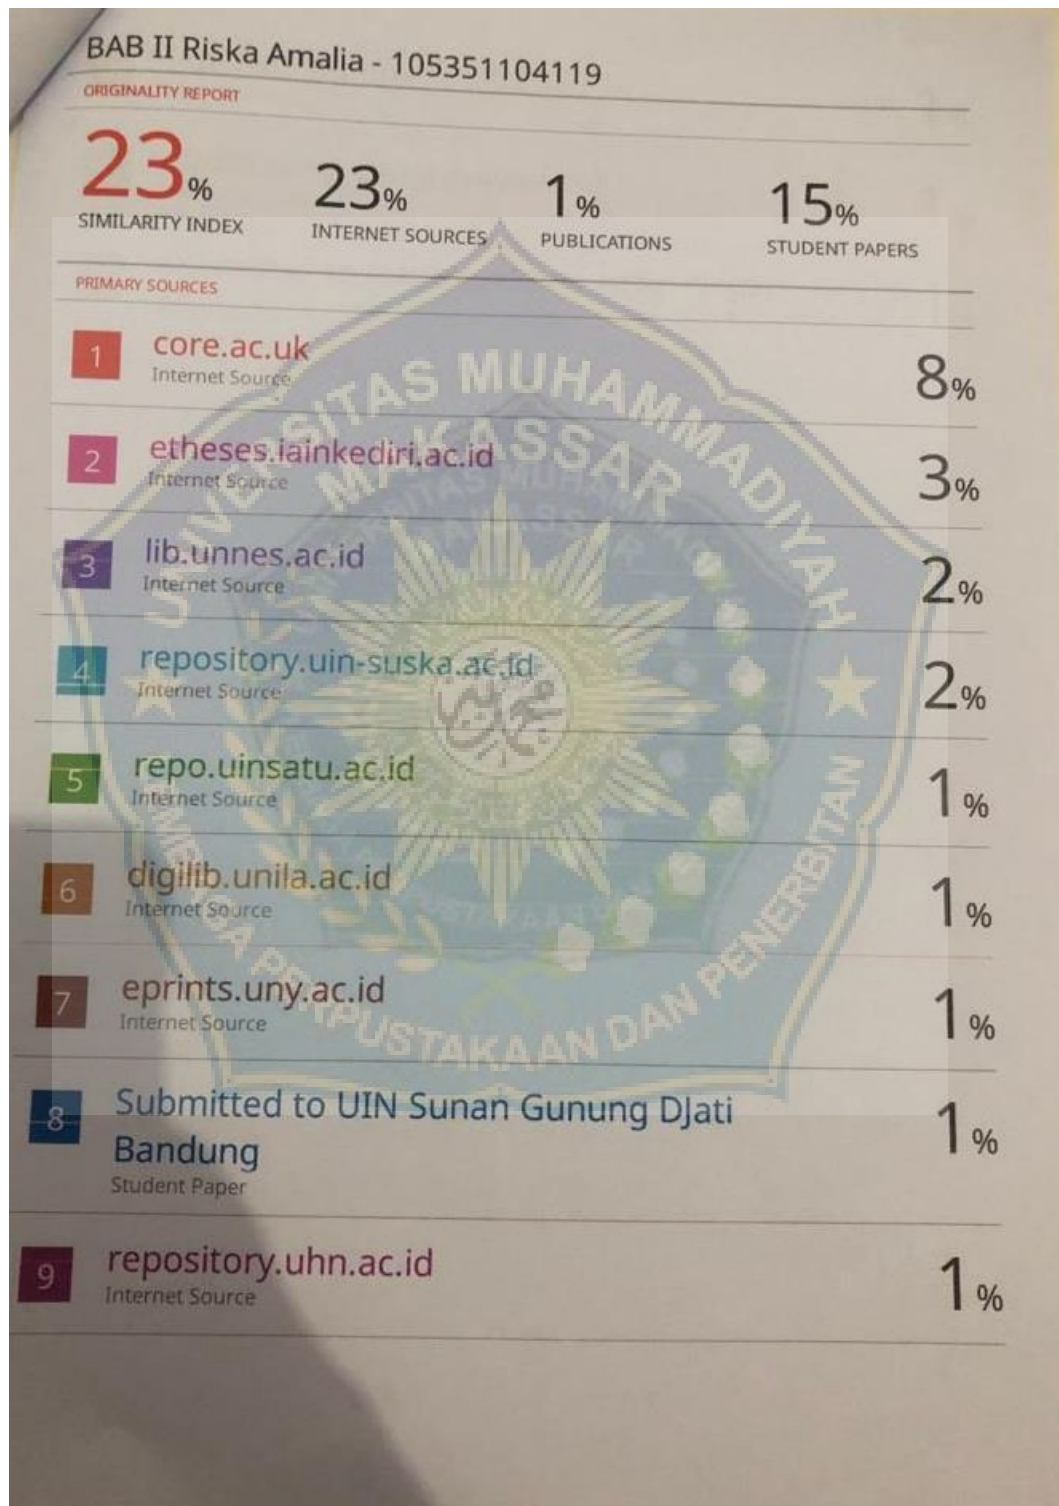 BAB II Riska Amalia - 105351104119
ORIGINALITY REPORT
23%
SIMILARITY INDEX
23%
INTERNET SOURCES
1%
PUBLICATIONS
15%
STUDENT PAPERS
PRIMARY SOURCES
1
core.ac.uk
Internet Source
8%
2
etheses.iainkediri.ac.id
Internet Source
3%
3
lib.unnes.ac.id
Internet Source
2%
4
repository.uin-suska.ac.id
Internet Source
2%
5
repo.uinsatu.ac.id
Internet Source
1%
6
digilib.unila.ac.id
Internet Source
1%
7
eprints.uny.ac.id
Internet Source
1%
8
Submitted to UIN Sunan Gunung DJati
Bandung
Student Paper
1%
9
repository.uhn.ac.id
Internet Source
1%
UNIVERSITAS MUHAMMADIYAH
MAKASSAR
PERPUSTAKAAN DAN PENERBITAN